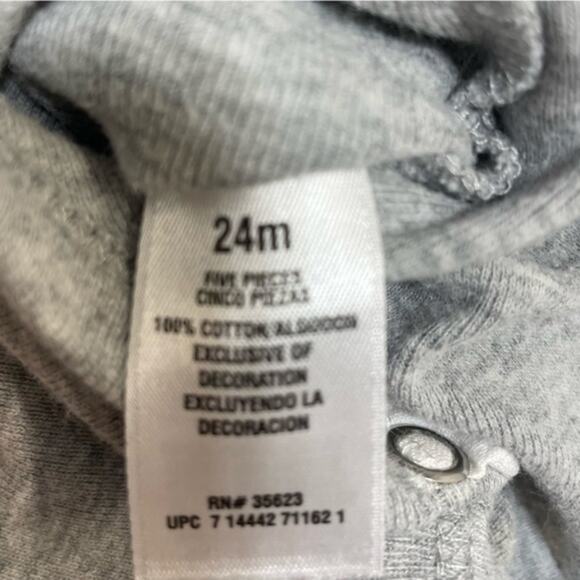 24m
FIVE PIECES
CINCO PIEZAS
100% COTTON/ALGODON
EXCLUSIVE OF
DECORATION
EXCLUYENDO LA
DECORACION
RN# 35623
UPC 7 14442 71162 1